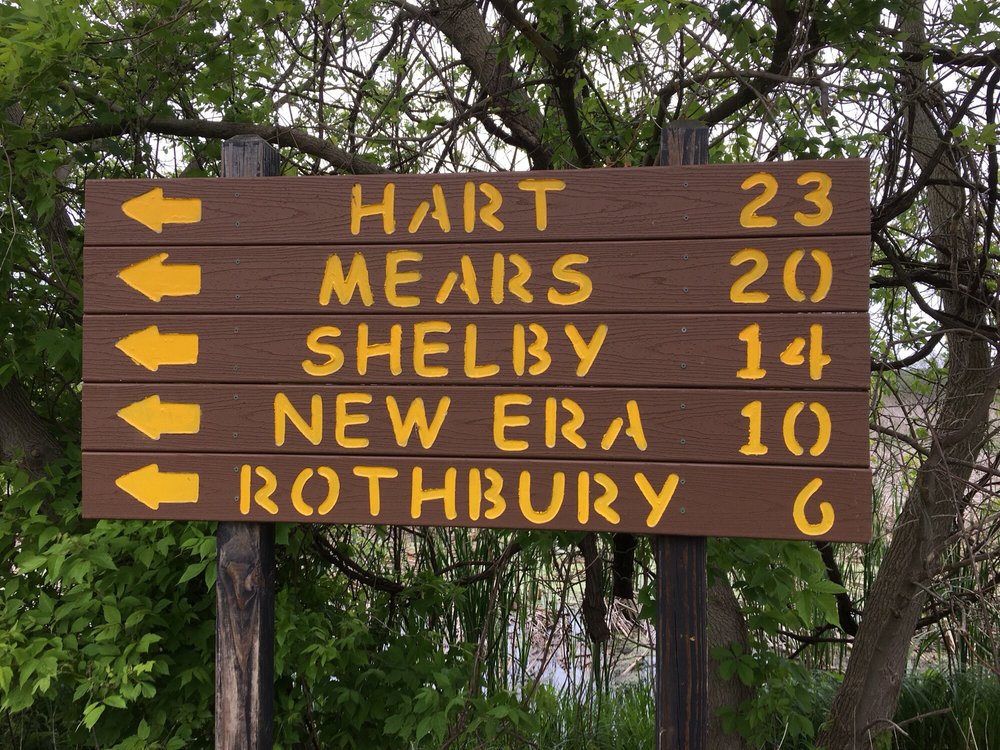 HART 23
MEARS 20
SHELBY 14
NEW ERA 10
ROTHBURY 6